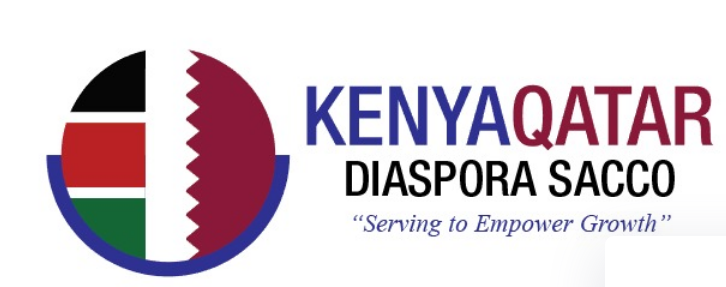 KENYAQATAR
DIASPORA SACCO
“Serving to Empower Growth”